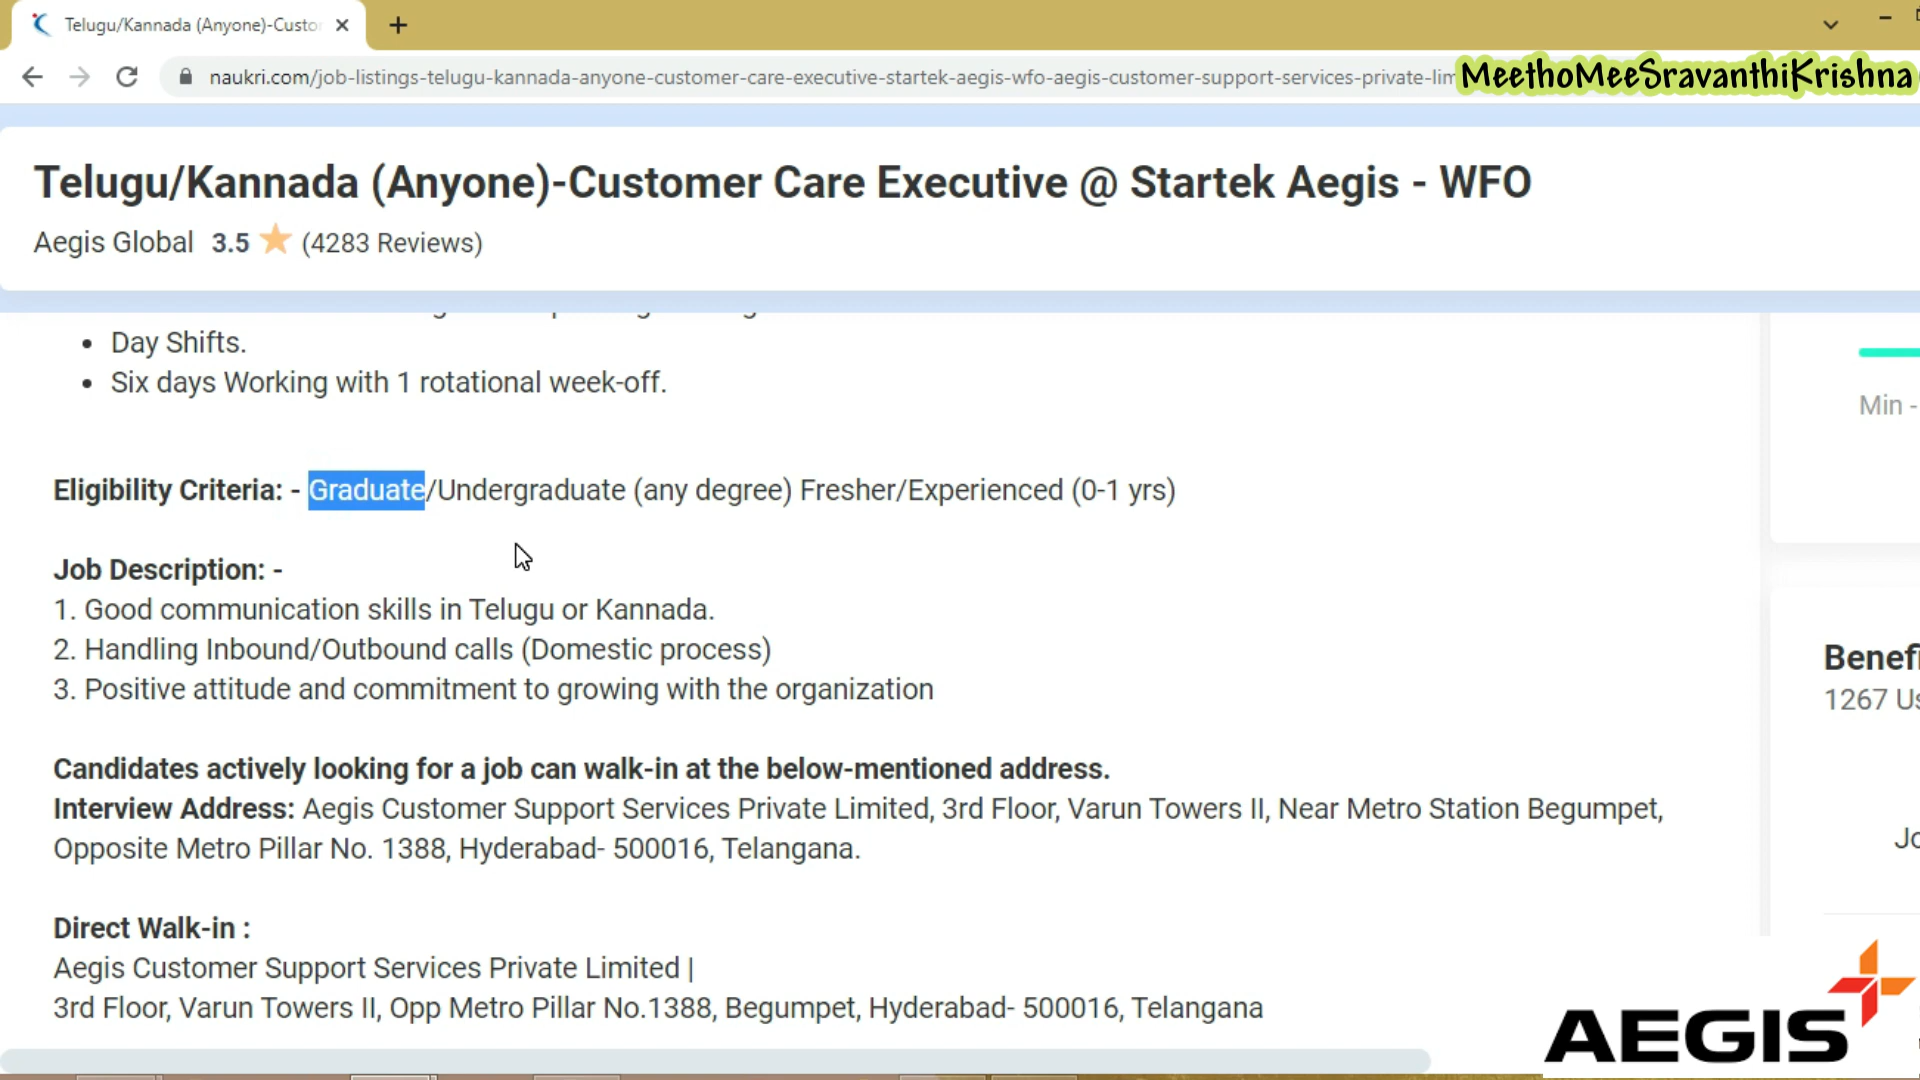 Telugu/Kannada (Anyone)-Custo
naukri.com/job-listings-telugu-kannada-anyone-customer-care-executive-startek-aegis-wfo-aegis-customer-support-services-private-lim
MeethoMeeSravanthiKrishna
Telugu/Kannada (Anyone)-Customer Care Executive @ Startek Aegis - WFO
Aegis Global 3.5 (4283 Reviews)
• Day Shifts.
• Six days Working with 1 rotational week-off.
Min -
Eligibility Criteria: - Graduate/Undergraduate (any degree) Fresher/Experienced (0-1 yrs)
Job Description: -
1. Good communication skills in Telugu or Kannada.
2. Handling Inbound/Outbound calls (Domestic process)
3. Positive attitude and commitment to growing with the organization
Benefi
1267 Us
Candidates actively looking for a job can walk-in at the below-mentioned address.
Interview Address: Aegis Customer Support Services Private Limited, 3rd Floor, Varun Towers II, Near Metro Station Begumpet,
Opposite Metro Pillar No. 1388, Hyderabad- 500016, Telangana.
Jo
Direct Walk-in :
Aegis Customer Support Services Private Limited |
3rd Floor, Varun Towers II, Opp Metro Pillar No.1388, Begumpet, Hyderabad- 500016, Telangana
AEGIS